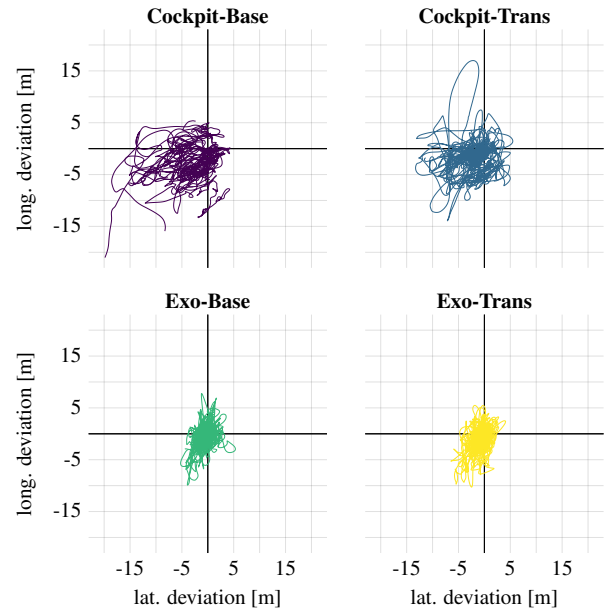 Cockpit-Base Cockpit-Trans
long. deviation [m]
15
5
-5
-15
Exo-Base Exo-Trans
long. deviation [m]
15
5
-5
-15
-15 -5 5 15 -15 -5 5 15
lat. deviation [m] lat. deviation [m]